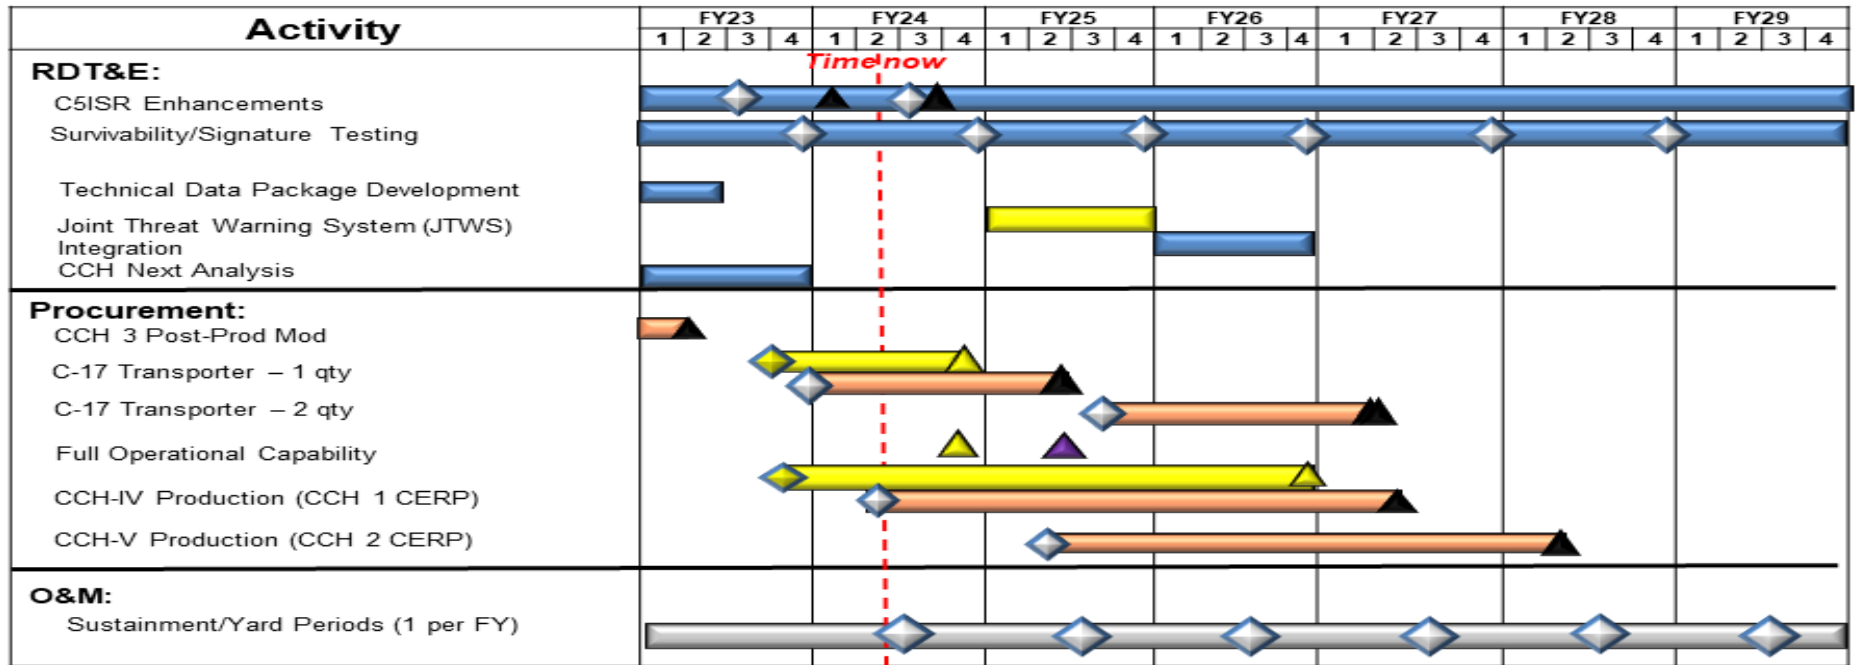 Activity
FY23 FY24 FY25 FY26 FY27 FY28 FY29
1 2 3 4 1 2 3 4 1 2 3 4 1 2 3 4 1 2 3 4 1 2 3 4 1 2 3 4
Time now
RDT&E:
C5ISR Enhancements
Survivability/Signature Testing
Technical Data Package Development
Joint Threat Warning System (JTWS)
Integration
CCH Next Analysis
Procurement:
CCH 3 Post-Prod Mod
C-17 Transporter – 1 qty
C-17 Transporter – 2 qty
Full Operational Capability
CCH-IV Production (CCH 1 CERP)
CCH-V Production (CCH 2 CERP)
O&M:
Sustainment/Yard Periods (1 per FY)